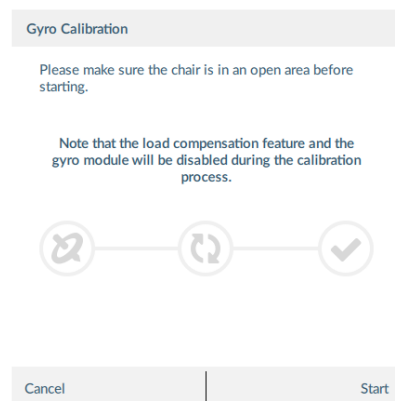 Gyro Calibration
Please make sure the chair is in an open area before
starting.
Note that the load compensation feature and the
gyro module will be disabled during the calibration
process.
Cancel
Start